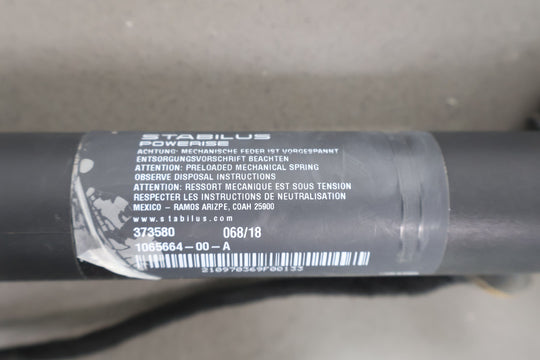 STABILUS
POWERISE
ACHTUNG: MECHANISCHE FEDER IST VORGESPANNT
ENTSORGUNGSVORSCHRIFT BEACHTEN
ATTENTION: PRELOADED MECHANICAL SPRING
OBSERVE DISPOSAL INSTRUCTIONS
ATTENTION: RESSORT MECANIQUE EST SOUS TENSION
RESPECTER LES INSTRUCTIONS DE NEUTRALISATION
MEXICO - RAMOS ARIZPE, COAH 25900
www.stabilus.com
373580 068/18
1065664-00-A
210970369F00133